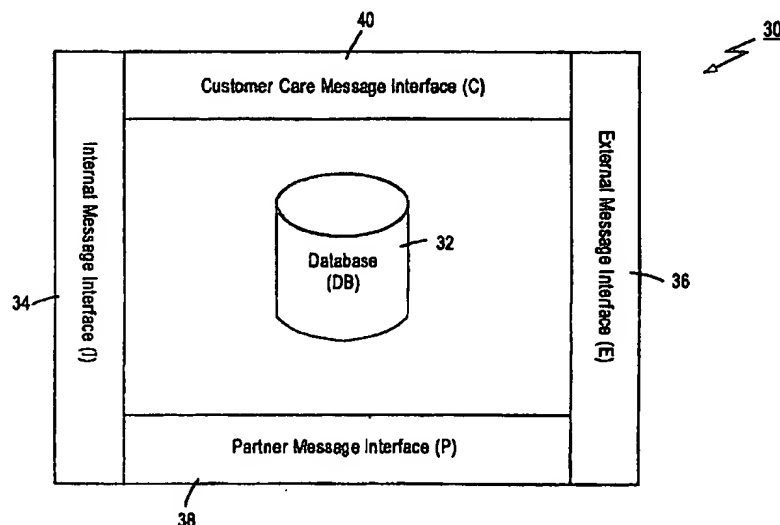 40
30
Customer Care Message Interface (C)
Internal Message Interface (I)
External Message Interface (E)
Database
(DB)
32
34
36
Partner Message Interface (P)
38